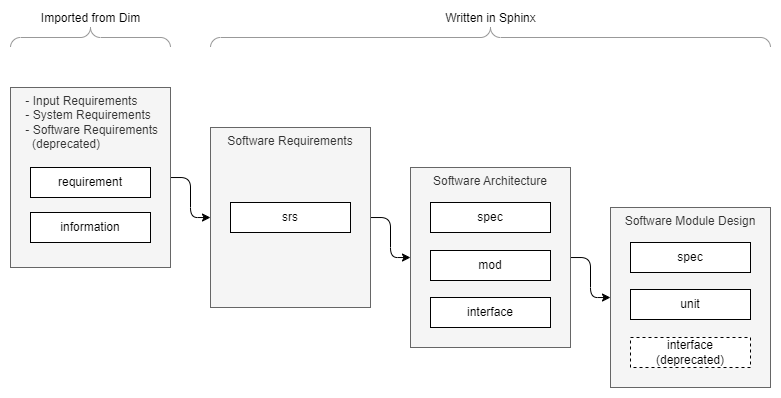 Imported from Dim
Written in Sphinx
- Input Requirements
- System Requirements
- Software Requirements
(deprecated)
requirement
information
Software Requirements
srs
Software Architecture
spec
mod
interface
Software Module Design
spec
unit
interface
(deprecated)